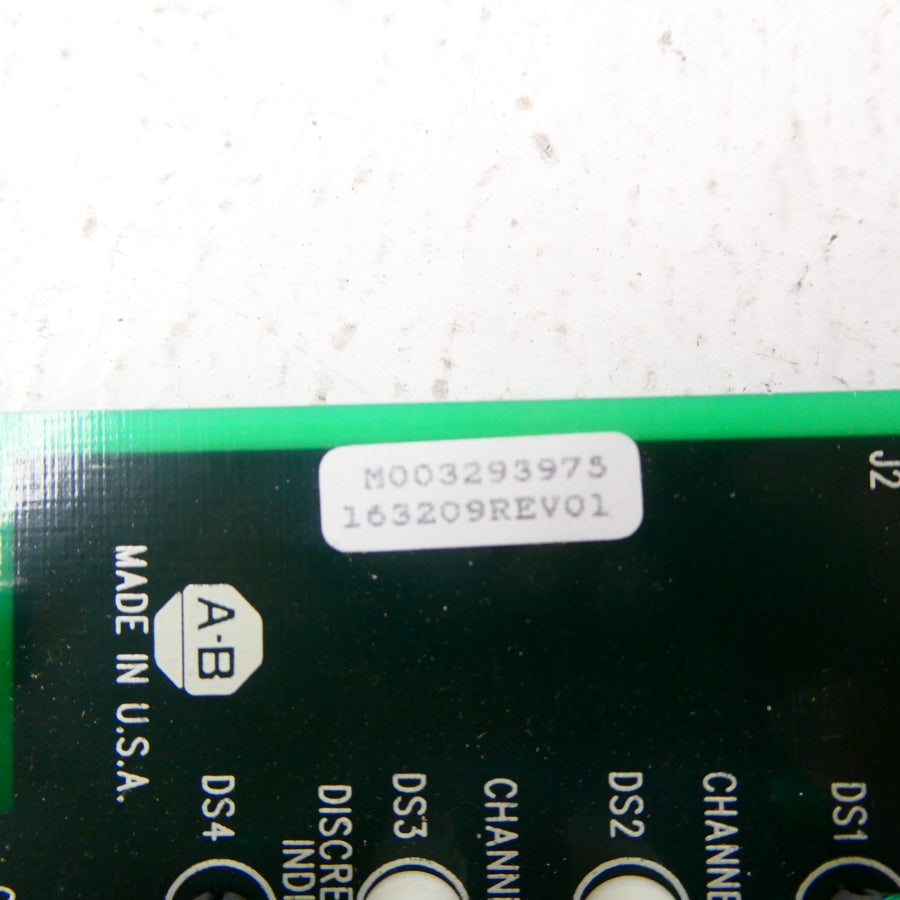 M003293975
163209REV01
J2
A-B
MADE IN U.S.A.
DS4
DS3
DS2
DS1